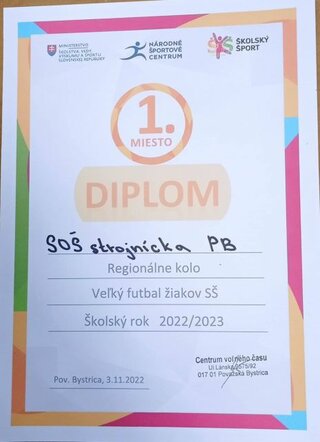 MINISTERSTVO
ŠKOLSTVA, VEDY,
VÝSKUMU A ŠPORTU
SLOVENSKEJ REPUBLIKY
NÁRODNÉ
ŠPORTOVÉ
CENTRUM
ŠKOLSKÝ
ŠPORT
1.
MIESTO
DIPLOM
SOŠ strojnícka PB
Regionálne kolo
Veľký futbal žiakov SŠ
Školský rok 2022/2023
Centrum voľného času
017 01 Považská Bystrica
Pov. Bystrica, 3.11.2022